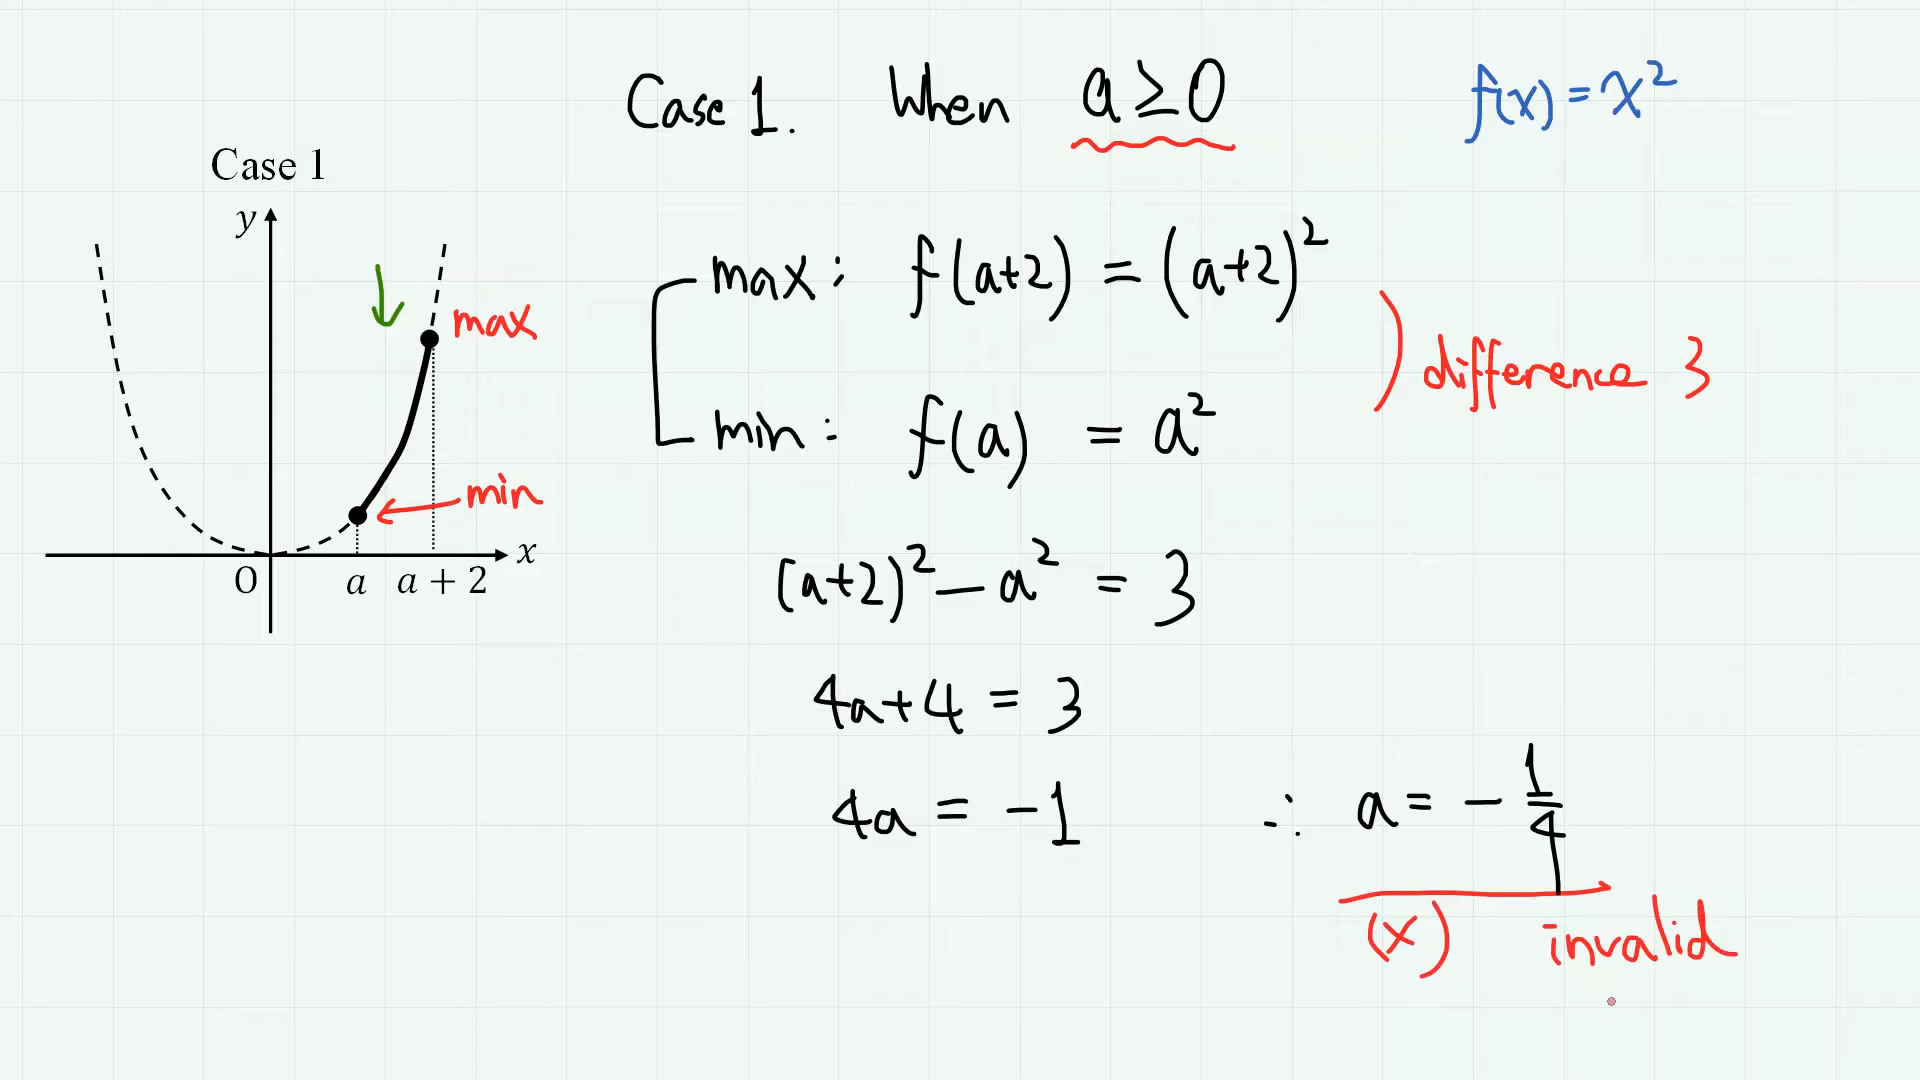 Case 1. When a ≥ 0
f(x) = x²
Case 1
y
max
min
x
0 a a + 2
max : f(a+2) = (a+2)²
min : f(a) = a²
difference 3
(a+2)² − a² = 3
4a+4 = 3
4a = −1 ∴ a = − 1/4
(x) invalid